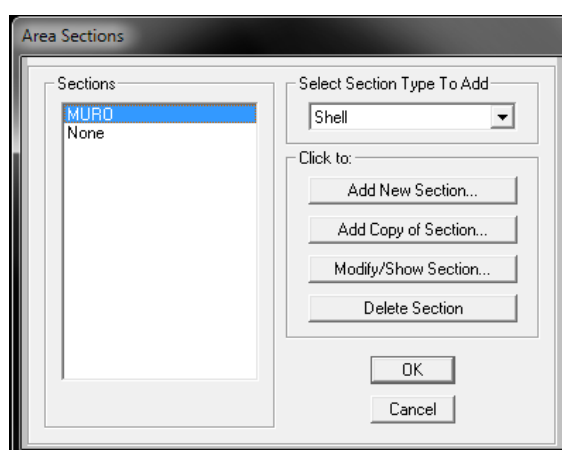 Area Sections
Sections
MURO
None
Select Section Type To Add
Shell
Click to:
Add New Section...
Add Copy of Section...
Modify/Show Section...
Delete Section
OK
Cancel